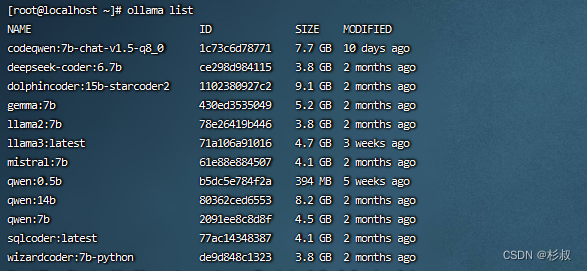 [root@localhost ~]# ollama list
NAME ID SIZE MODIFIED
codeqwen:7b-chat-v1.5-q8_0 1c73c6d78771 7.7 GB 10 days ago
deepseek-coder:6.7b ce298d984115 3.8 GB 2 months ago
dolphincoder:15b-starcoder2 1102380927c2 9.1 GB 2 months ago
gemma:7b 430ed3535049 5.2 GB 2 months ago
llama2:7b 78e26419b446 3.8 GB 2 months ago
llama3:latest 71a106a91016 4.7 GB 3 weeks ago
mistral:7b 61e88e884507 4.1 GB 2 months ago
qwen:0.5b b5dc5e784f2a 394 MB 5 weeks ago
qwen:14b 80362ced6553 8.2 GB 2 months ago
qwen:7b 2091ee8c8d8f 4.5 GB 2 months ago
sqlcoder:latest 77ac14348387 4.1 GB 2 months ago
wizardcoder:7b-python de9d848c1323 3.8 GB 2 months ago
CSDN @杉叔